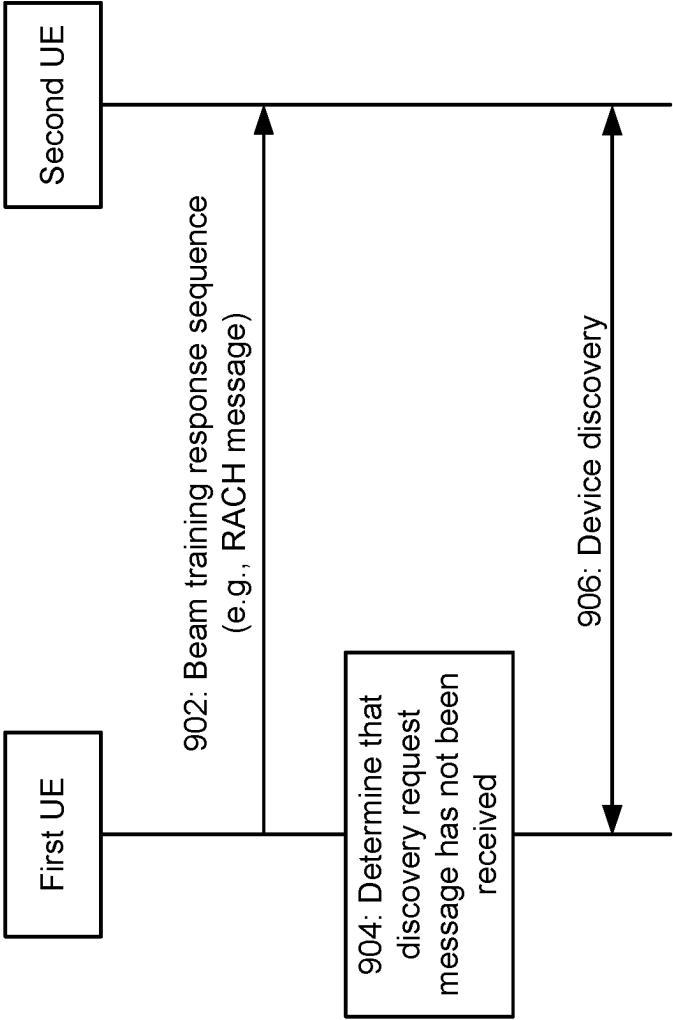 First UE
Second UE
902: Beam training response sequence
(e.g., RACH message)
904: Determine that
discovery request
message has not been
received
906: Device discovery